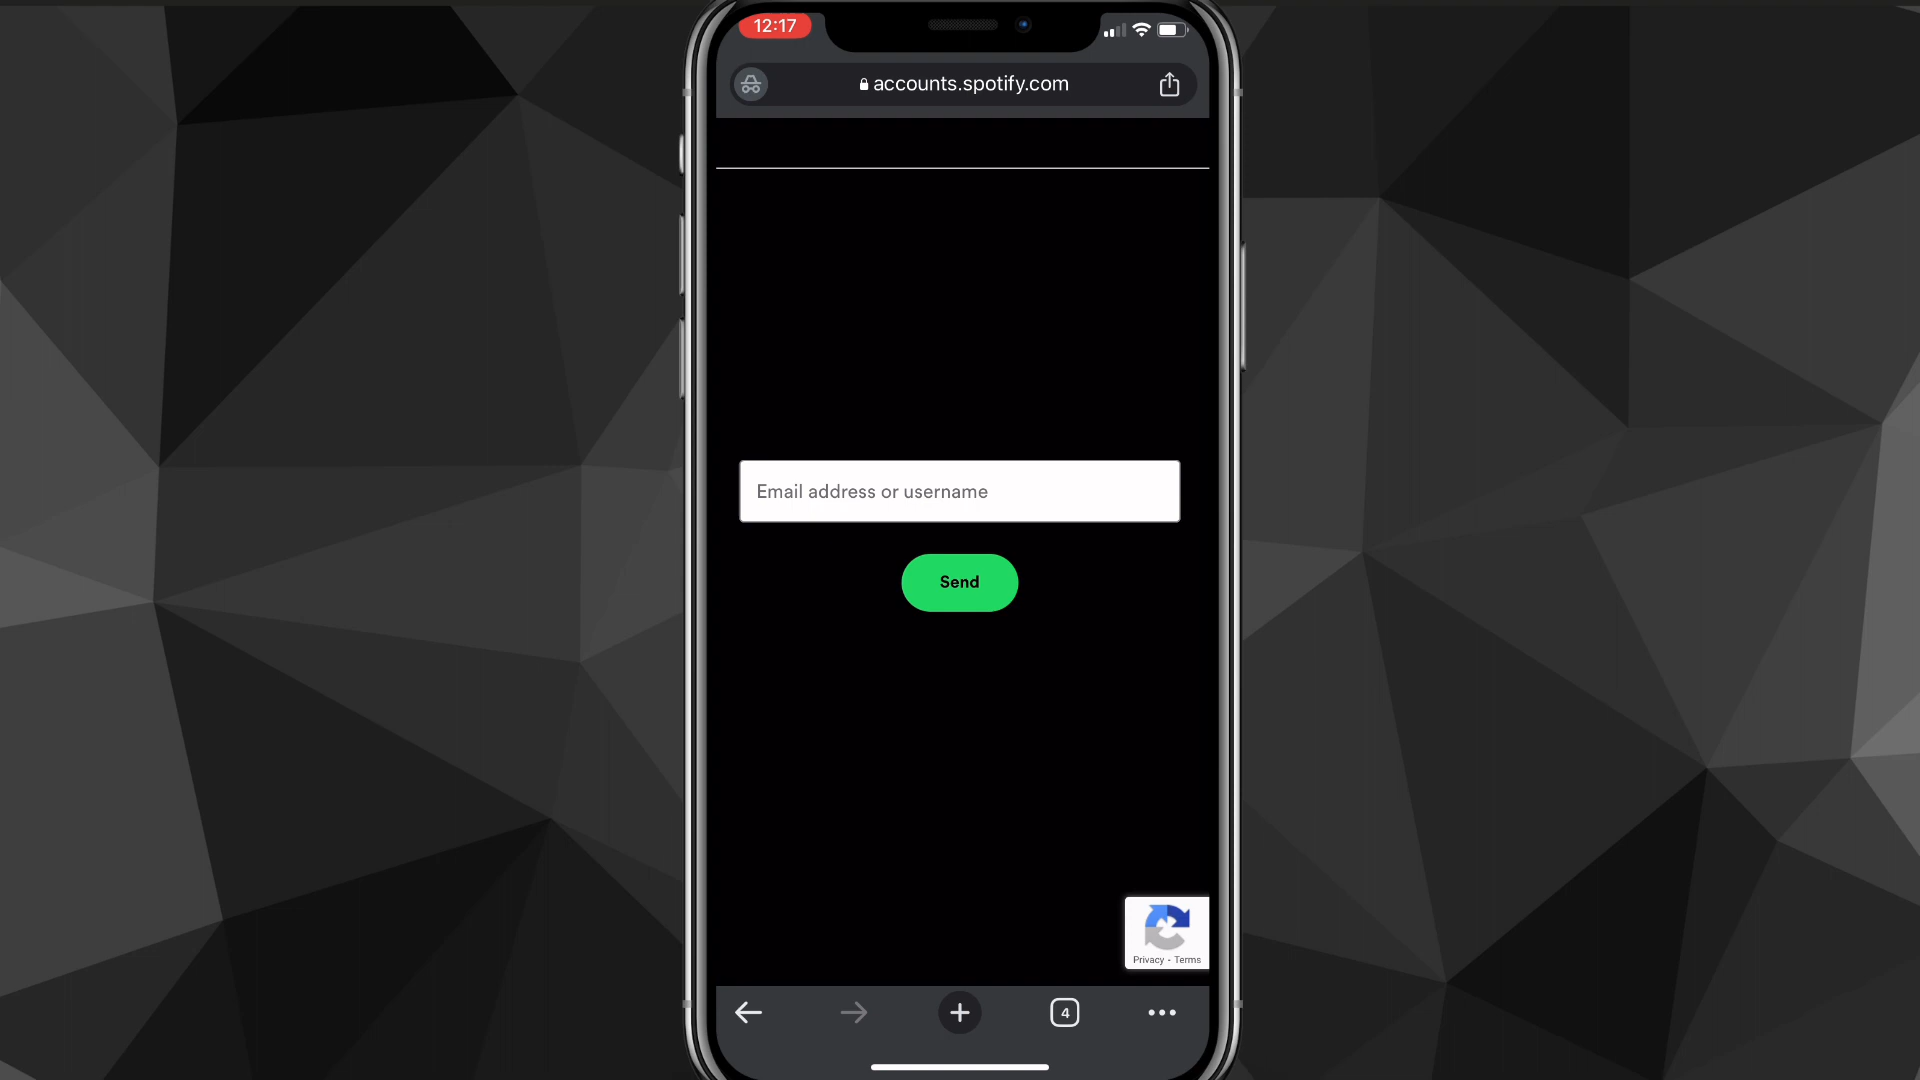 12:17
accounts.spotify.com
Email address or username
Send
Privacy - Terms
4